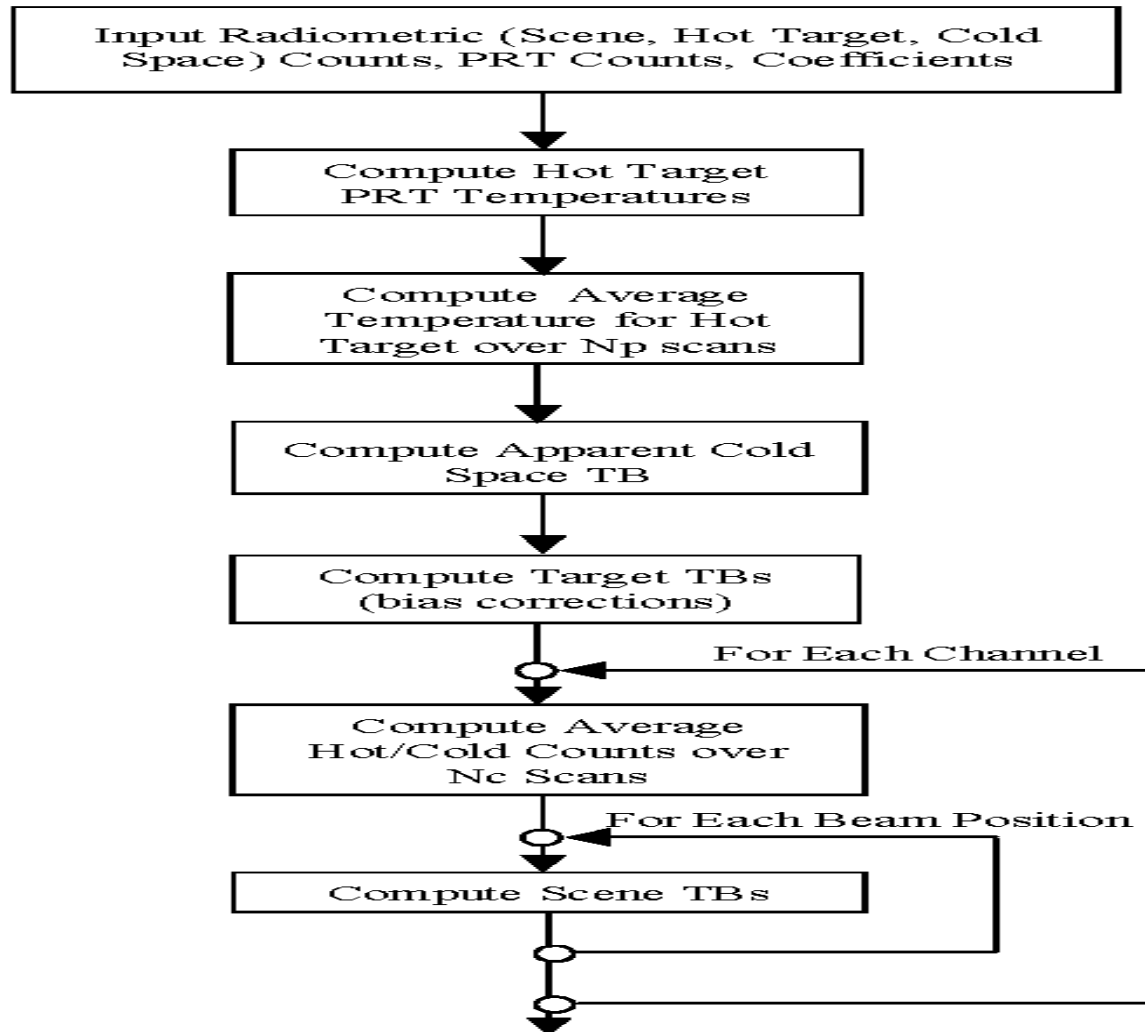 Input Radiometric (Scene, Hot Target, Cold
Space) Counts, PRT Counts, Coefficients
Compute Hot Target
PRT Temperatures
Compute Average
Temperature for Hot
Target over Np scans
Compute Apparent Cold
Space TB
Compute Target TBs
(bias corrections)
For Each Channel
Compute Average
Hot/Cold Counts over
Nc Scans
For Each Beam Position
Compute Scene TBs